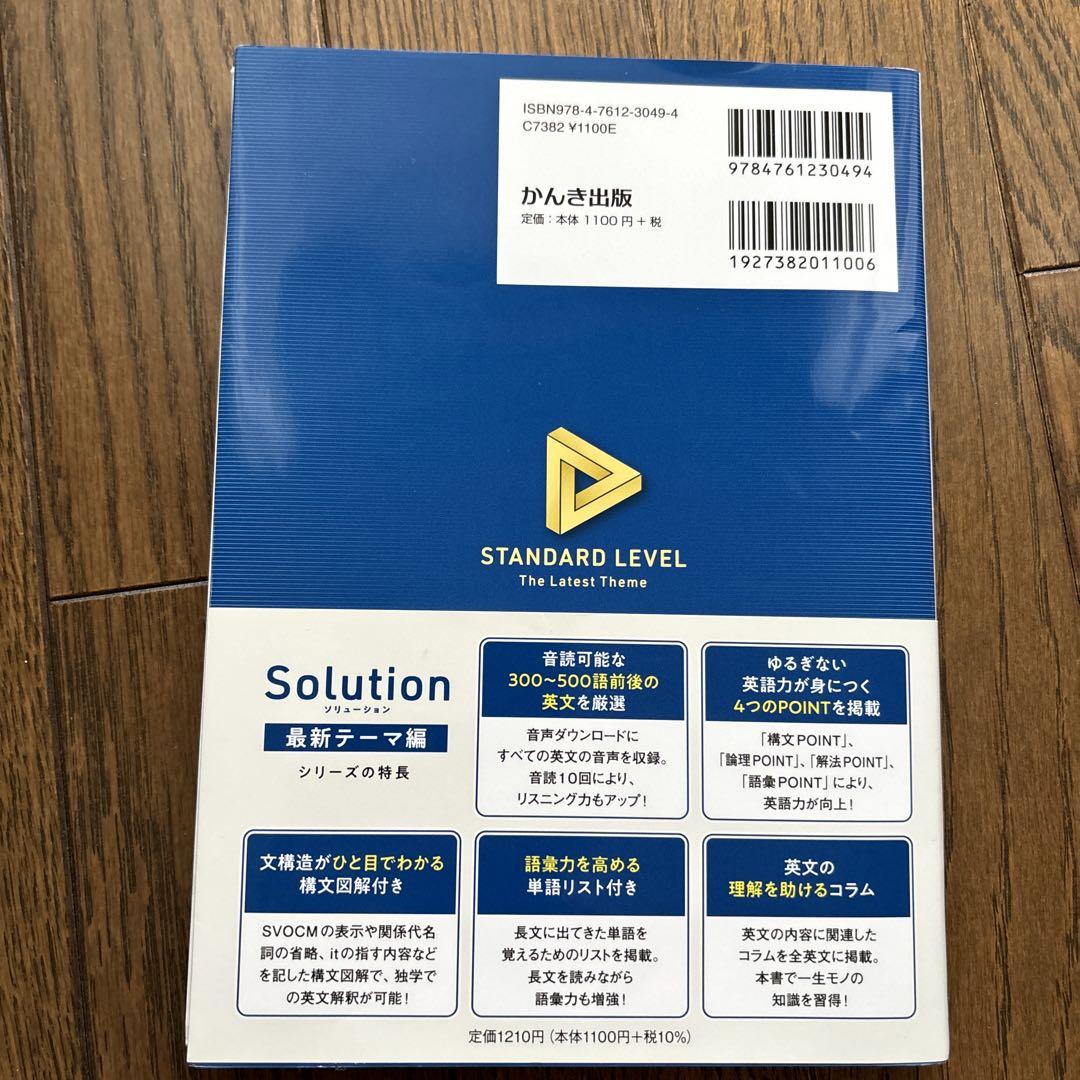 ISBN978-4-7612-3049-4
C7382 ¥1100E
9784761230494
かんき出版
定価：本体 1100 円＋税
1927382011006
STANDARD LEVEL
The Latest Theme
Solution
ソリューション
最新テーマ編
シリーズの特長
音読可能な
300〜500語前後の
英文を厳選
音声ダウンロードに
すべての英文の音声を収録。
音読10回により、
リスニング力もアップ！
ゆるぎない
英語力が身につく
4つのPOINTを掲載
「構文POINT」、
「論理POINT」、「解法POINT」、
「語彙POINT」により、
英語力が向上！
文構造がひと目でわかる
構文図解付き
SVOCMの表示や関係代名
詞の省略、itの指す内容など
を記した構文図解で、独学で
の英文解釈が可能！
語彙力を高める
単語リスト付き
長文に出てきた単語を
覚えるためのリストを掲載。
長文を読みながら
語彙力も増強！
英文の
理解を助けるコラム
英文の内容に関連した
コラムを全英文に掲載。
本書で一生モノの
知識を習得！
定価1210円（本体1100円＋税10%）